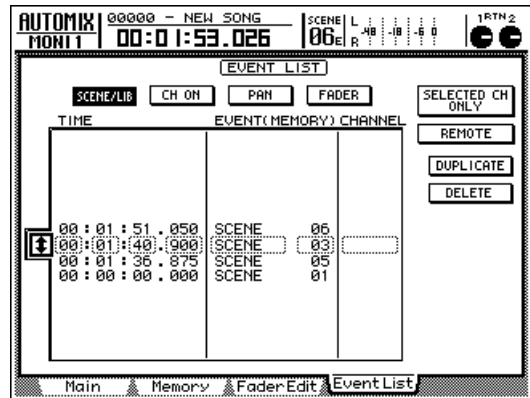 AUTOMIX 00000 - NEW SONG SCENE L -48 -18 -6 0 1RTN2
MONI 1 00:01:53.026 06E R
EVENT LIST
SCENE/LIB CH ON PAN FADER SELECTED CH ONLY
TIME EVENT(MEMORY) CHANNEL REMOTE
DUPLICATE
DELETE
00:01:51.050 SCENE 06
00:01:40.900 SCENE 03
00:01:36.875 SCENE 05
00:00:00.000 SCENE 01
Main Memory Fader Edit Event List